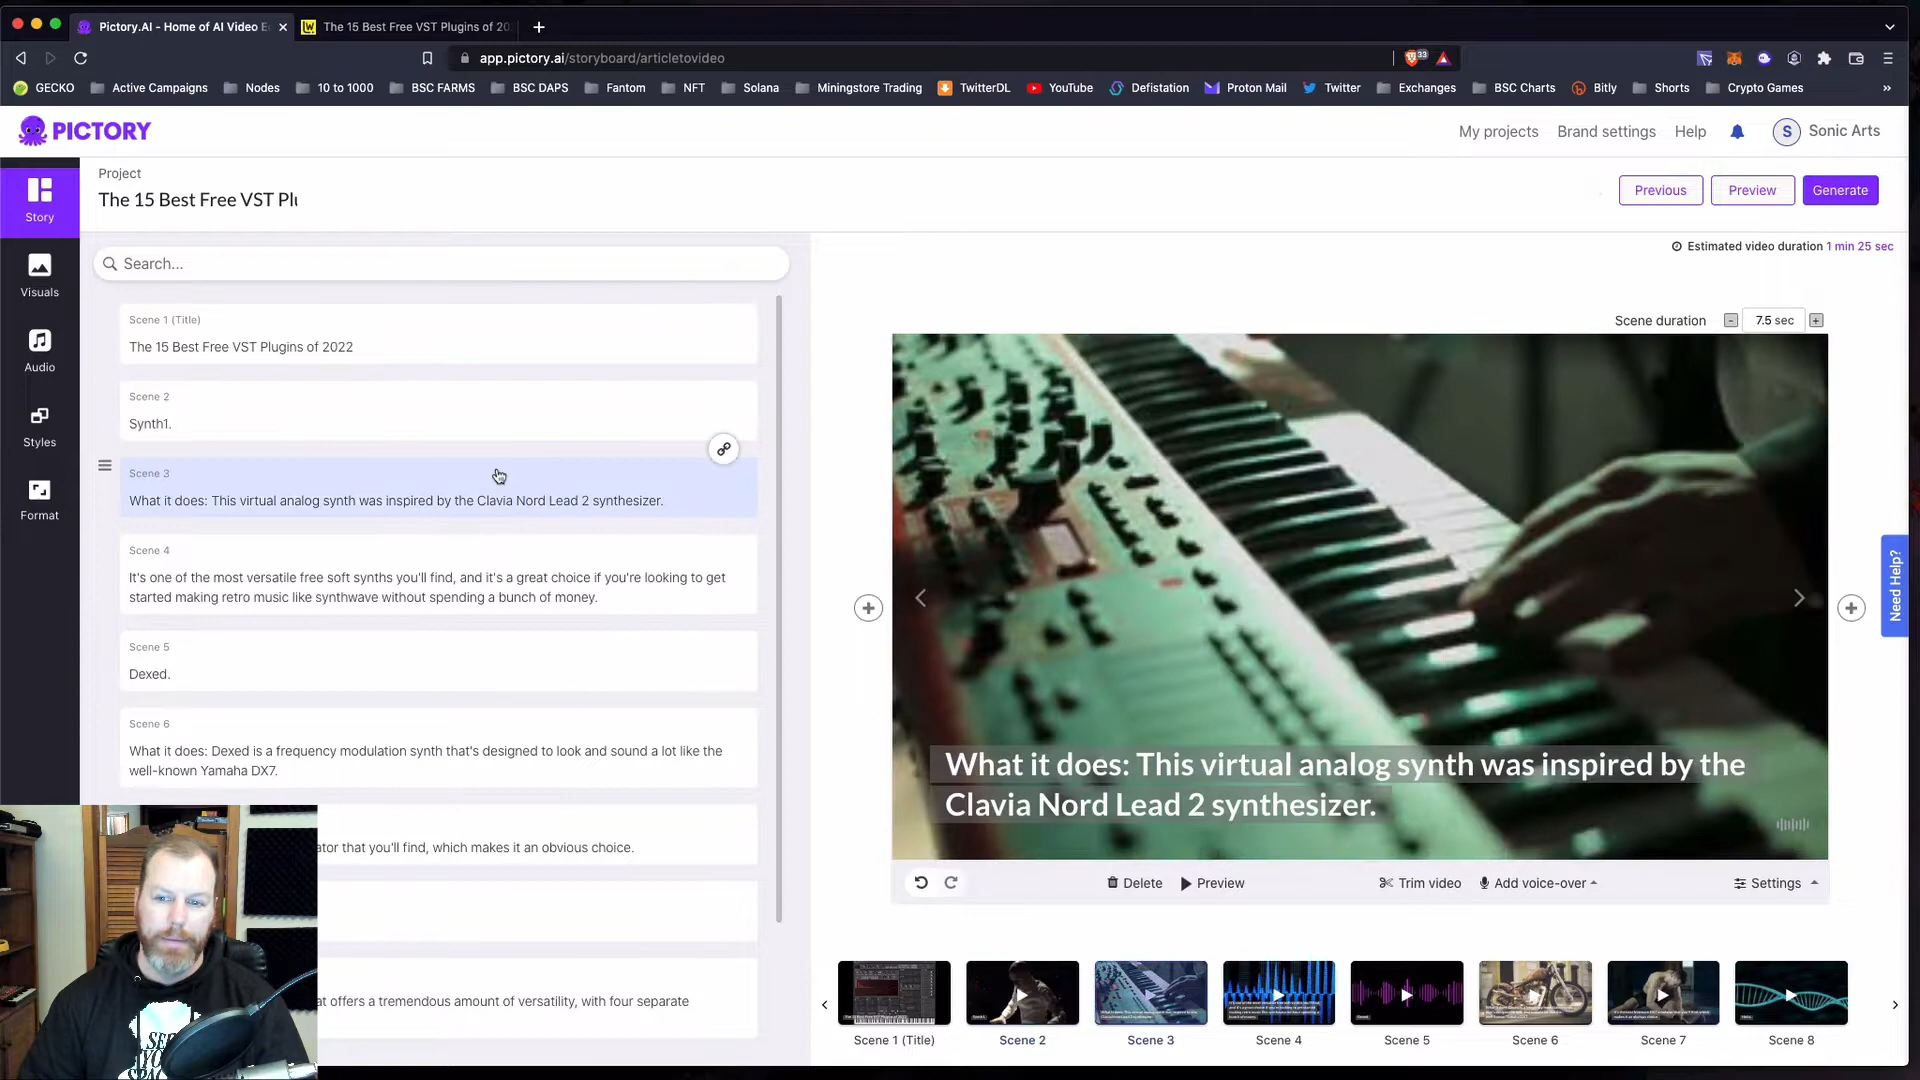 Pictory.AI - Home of AI Video E
The 15 Best Free VST Plugins of 20
app.pictory.ai/storyboard/articletovideo
33
GECKO
Active Campaigns
Nodes
10 to 1000
BSC FARMS
BSC DAPS
Fantom
NFT
Solana
Miningstore Trading
TwitterDL
YouTube
Defistation
Proton Mail
Twitter
Exchanges
BSC Charts
Bitly
Shorts
Crypto Games
PICTORY
My projects
Brand settings
Help
S
Sonic Arts
Project
The 15 Best Free VST Plu
Previous
Preview
Generate
Story
Visuals
Audio
Styles
Format
Search...
Estimated video duration 1 min 25 sec
Scene duration
- 7.5 sec +
Scene 1 (Title)
The 15 Best Free VST Plugins of 2022
Scene 2
Synth1.
Scene 3
What it does: This virtual analog synth was inspired by the Clavia Nord Lead 2 synthesizer.
Scene 4
It's one of the most versatile free soft synths you'll find, and it's a great choice if you're looking to get
started making retro music like synthwave without spending a bunch of money.
Scene 5
Dexed.
Scene 6
What it does: Dexed is a frequency modulation synth that's designed to look and sound a lot like the
well-known Yamaha DX7.
ator that you'll find, which makes it an obvious choice.
at offers a tremendous amount of versatility, with four separate
What it does: This virtual analog synth was inspired by the
Clavia Nord Lead 2 synthesizer.
Need Help?
Delete
Preview
Trim video
Add voice-over
Settings
Scene 1 (Title)
Scene 2
Scene 3
Scene 4
Scene 5
Scene 6
Scene 7
Scene 8